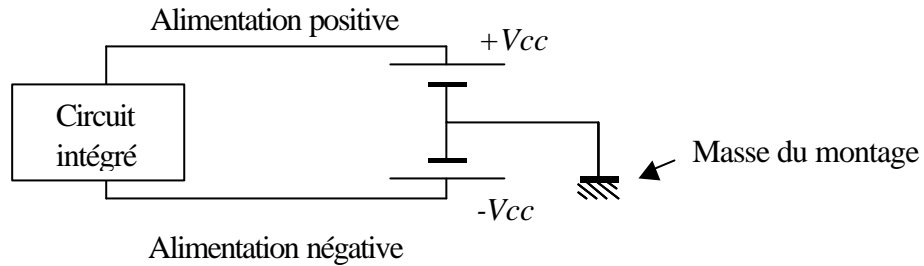 Alimentation positive
+Vcc
Circuit
intégré
Masse du montage
-Vcc
Alimentation négative